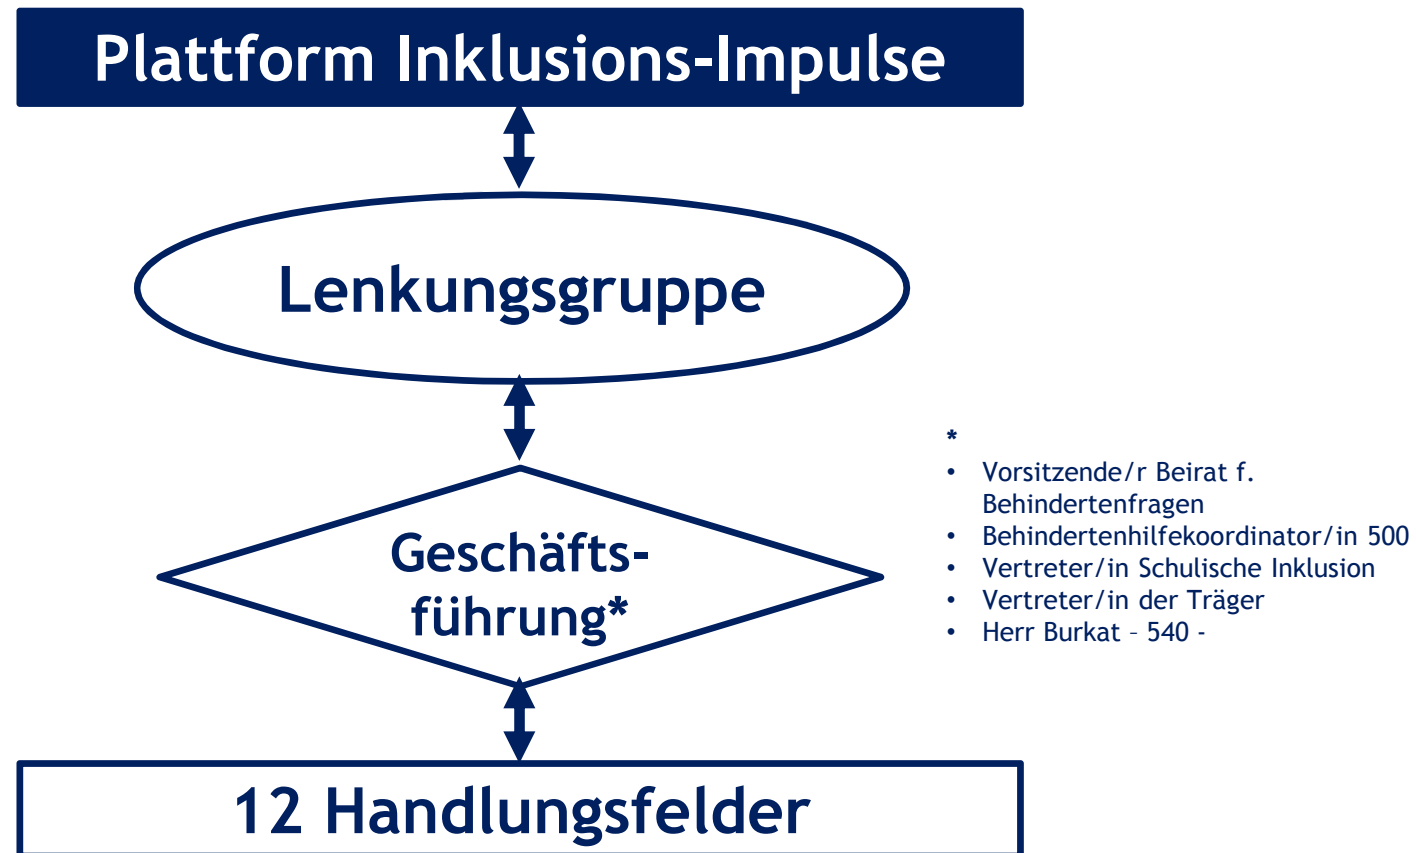 Plattform Inklusions-Impulse
Lenkungsgruppe
Geschäfts-
führung*
*
• Vorsitzende/r Beirat f.
Behindertenfragen
• Behindertenhilfekoordinator/in 500
• Vertreter/in Schulische Inklusion
• Vertreter/in der Träger
• Herr Burkat – 540 -
12 Handlungsfelder